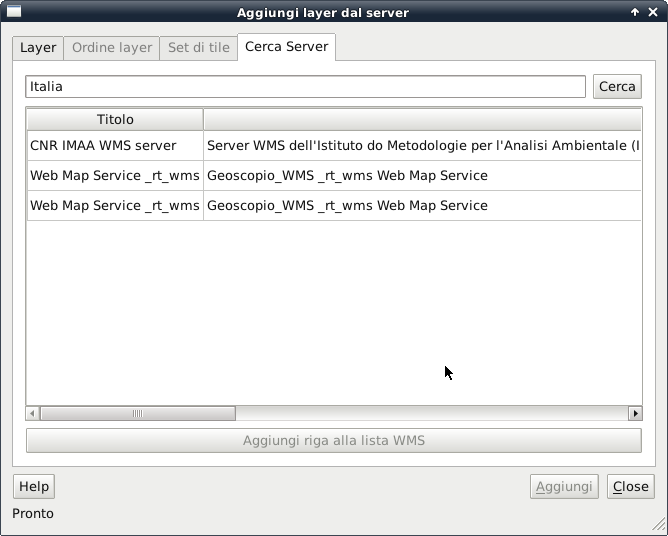 Aggiungi layer dal server
Layer Ordine layer Set di tile Cerca Server
Italia Cerca
Titolo
CNR IMAA WMS server Server WMS dell'Istituto do Metodologie per l'Analisi Ambientale (I
Web Map Service _rt_wms Geoscopio_WMS _rt_wms Web Map Service
Web Map Service _rt_wms Geoscopio_WMS _rt_wms Web Map Service
Aggiungi riga alla lista WMS
Help Aggiungi Close
Pronto